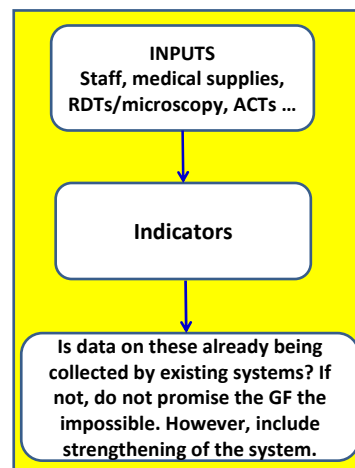 INPUTS
Staff, medical supplies,
RDTs/microscopy, ACTs ...
Indicators
Is data on these already being
collected by existing systems? If
not, do not promise the GF the
impossible. However, include
strengthening of the system.